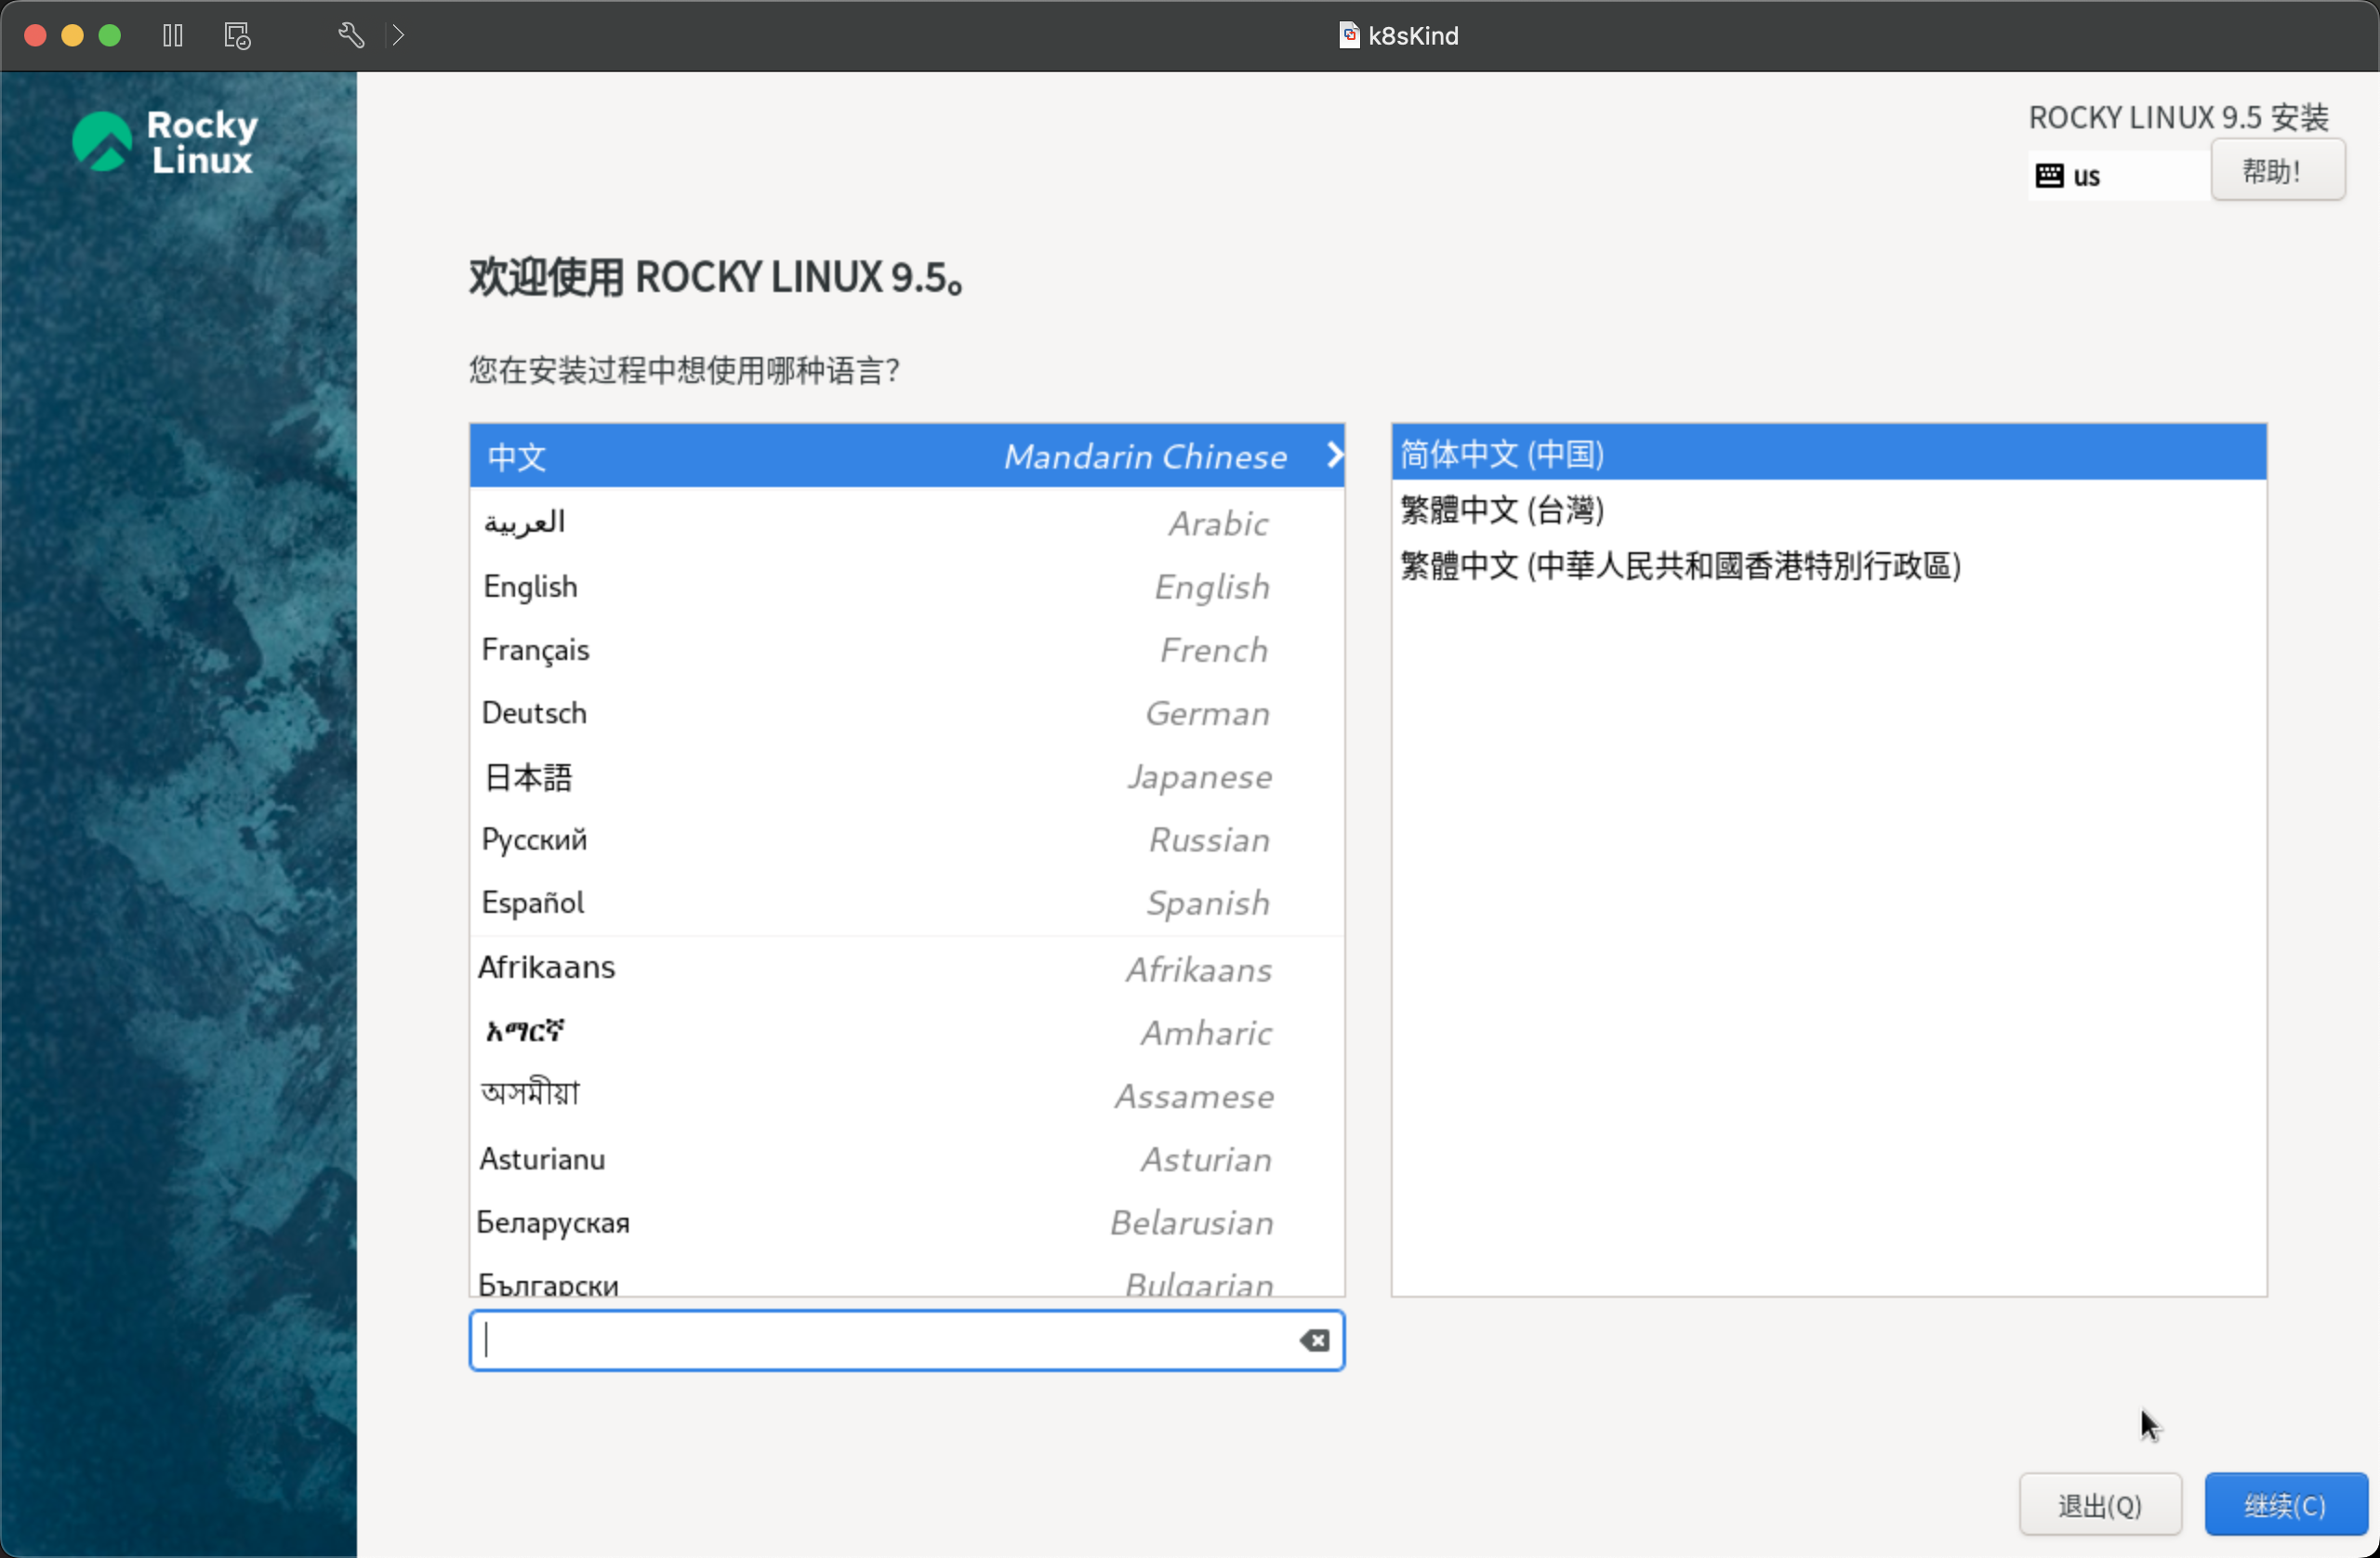 k8sKind
Rocky
Linux
ROCKY LINUX 9.5 安装
us
帮助！
欢迎使用 ROCKY LINUX 9.5。
您在安装过程中想使用哪种语言？
中文 Mandarin Chinese
العربية Arabic
English English
Français French
Deutsch German
日本語 Japanese
Русский Russian
Español Spanish
Afrikaans Afrikaans
አማርኛ Amharic
অসমীয়া Assamese
Asturianu Asturian
Беларуская Belarusian
Български Bulgarian
简体中文 (中国)
繁體中文 (台灣)
繁體中文 (中華人民共和國香港特別行政區)
退出(Q)
继续(C)